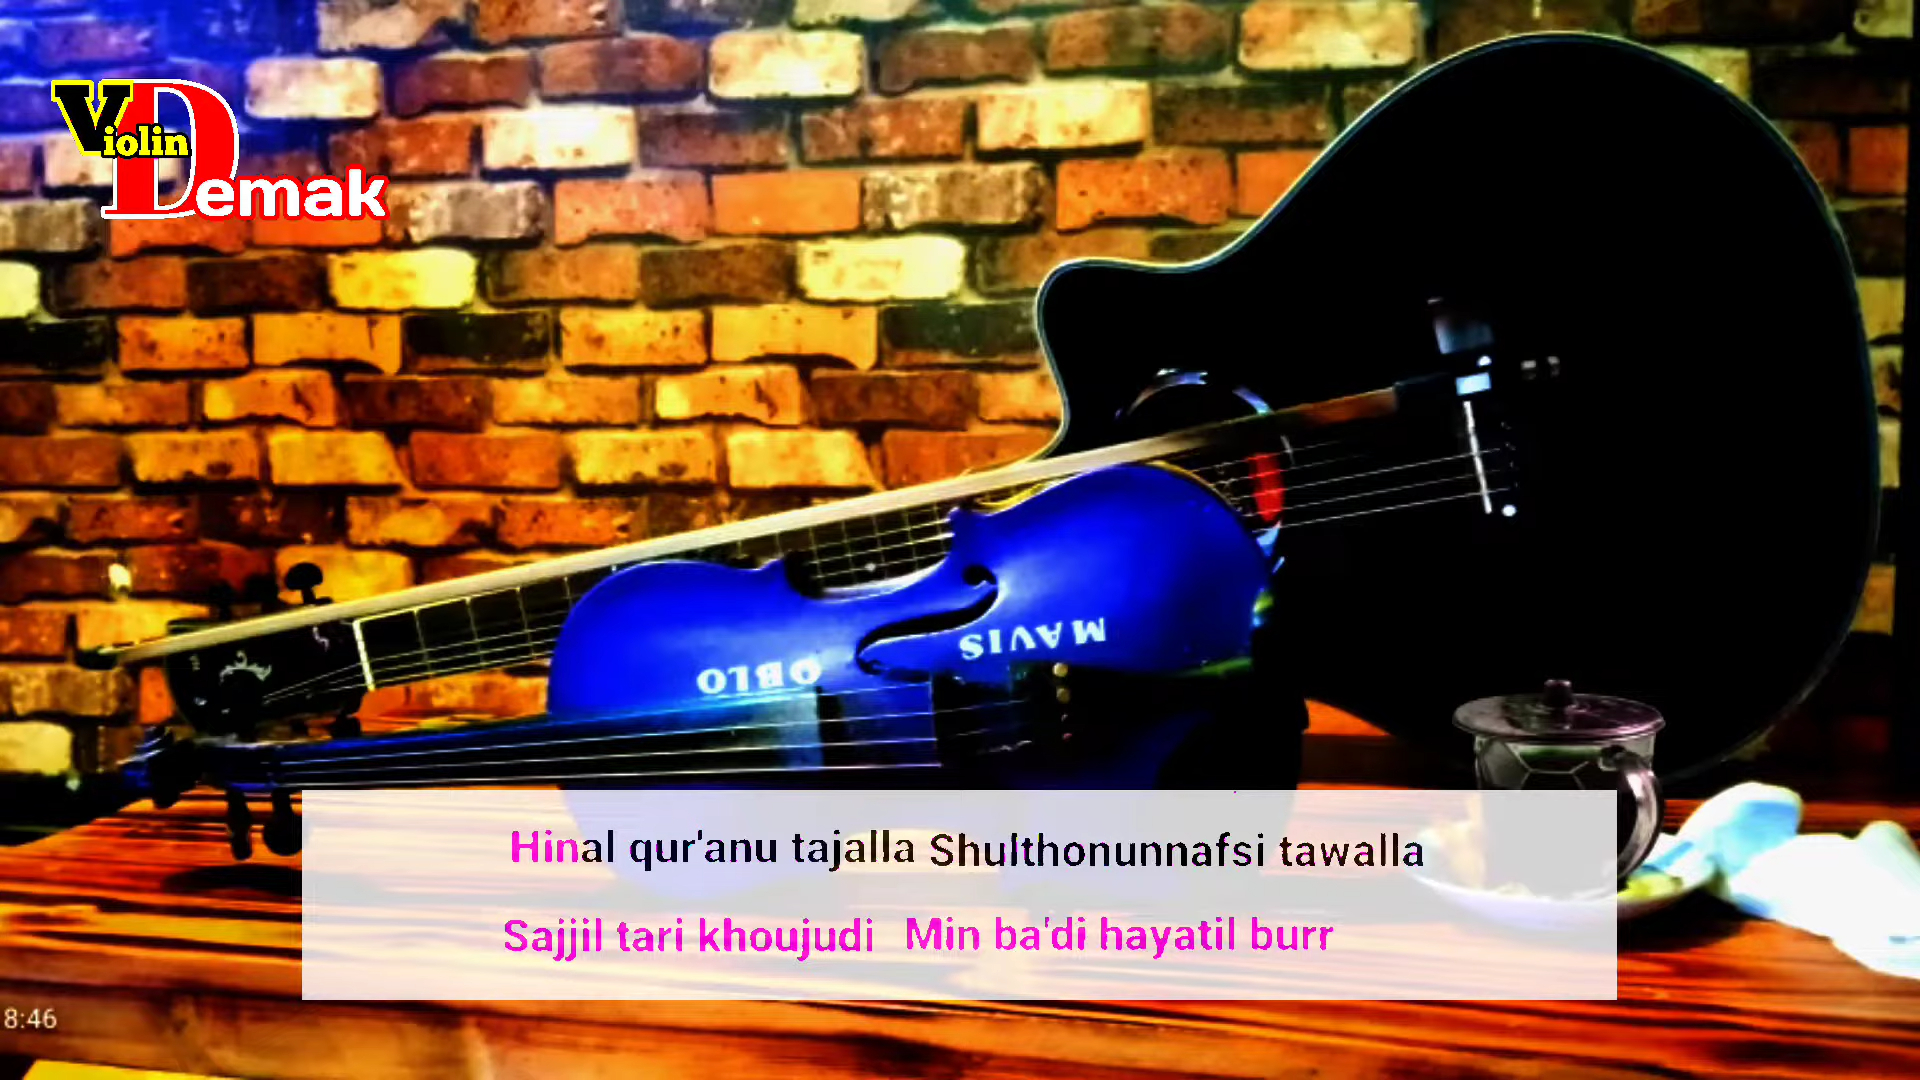 Violin
Demak
OBLO
MAVIS
Hinal qur'anu tajalla Shulthonunnafsi tawalla
Sajjil tari khoujudi Min ba'di hayatil burr
8:46